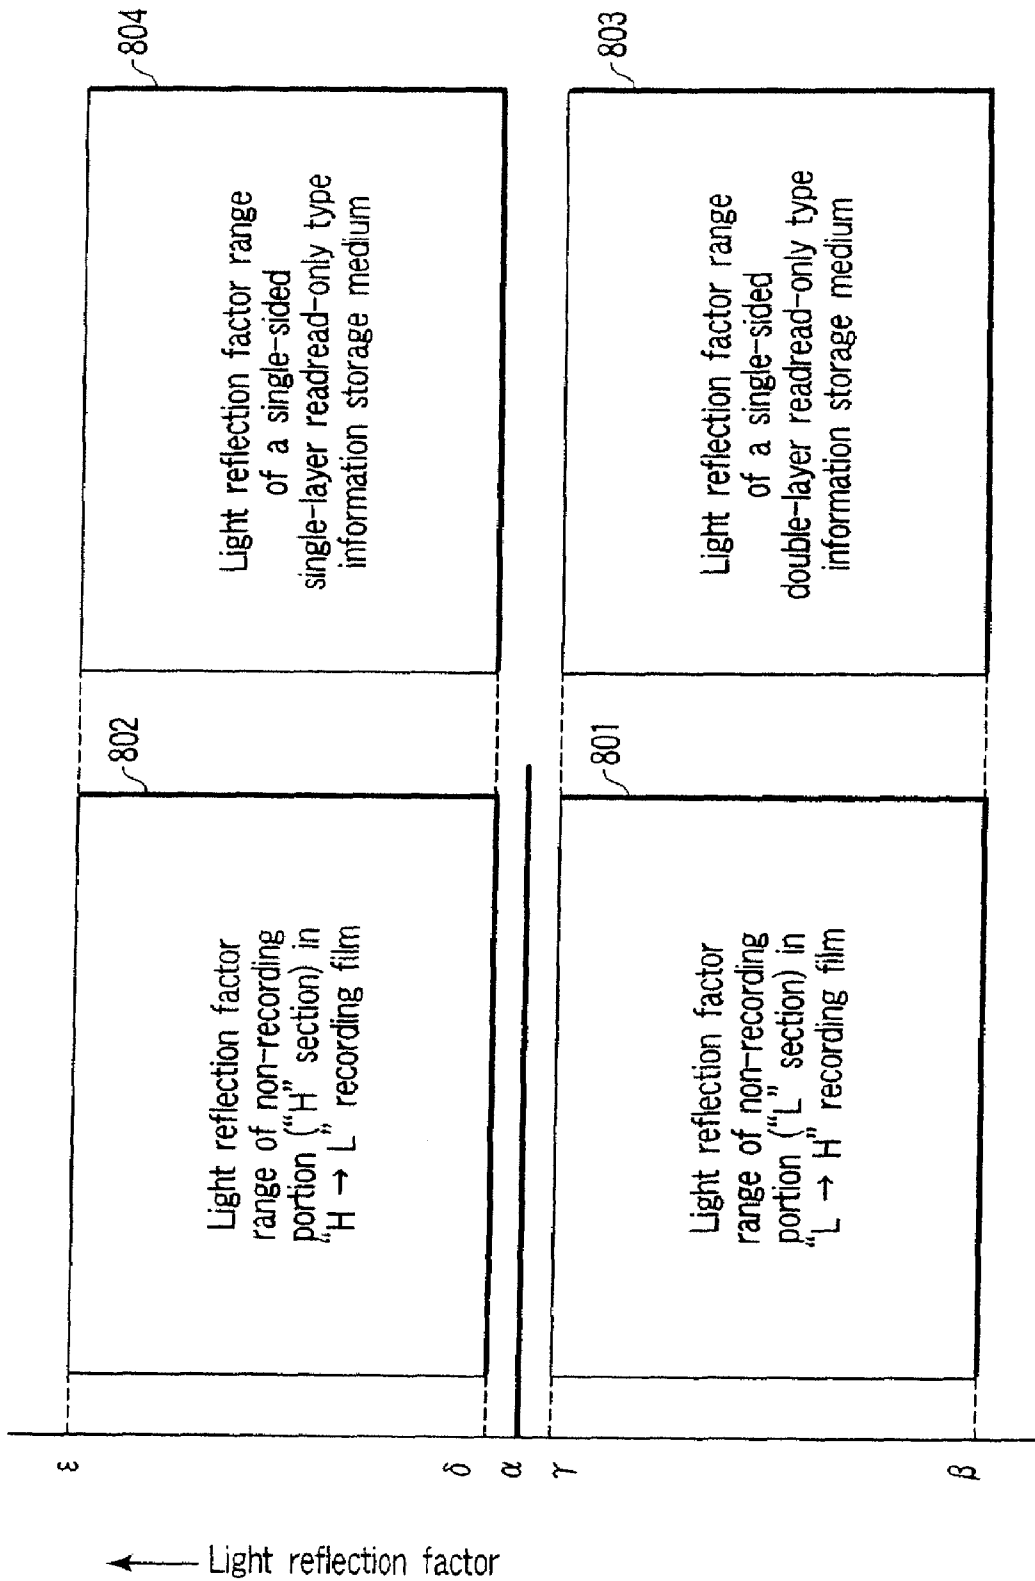 804
Light reflection factor range
of a single-sided
single-layer readread-only type
information storage medium
803
Light reflection factor range
of a single-sided
double-layer readread-only type
information storage medium
802
Light reflection factor
range of non-recording
portion (“H” section) in
“H → L” recording film
801
Light reflection factor
range of non-recording
portion (“L” section) in
“L → H” recording film
ε
δ
α
γ
β
Light reflection factor